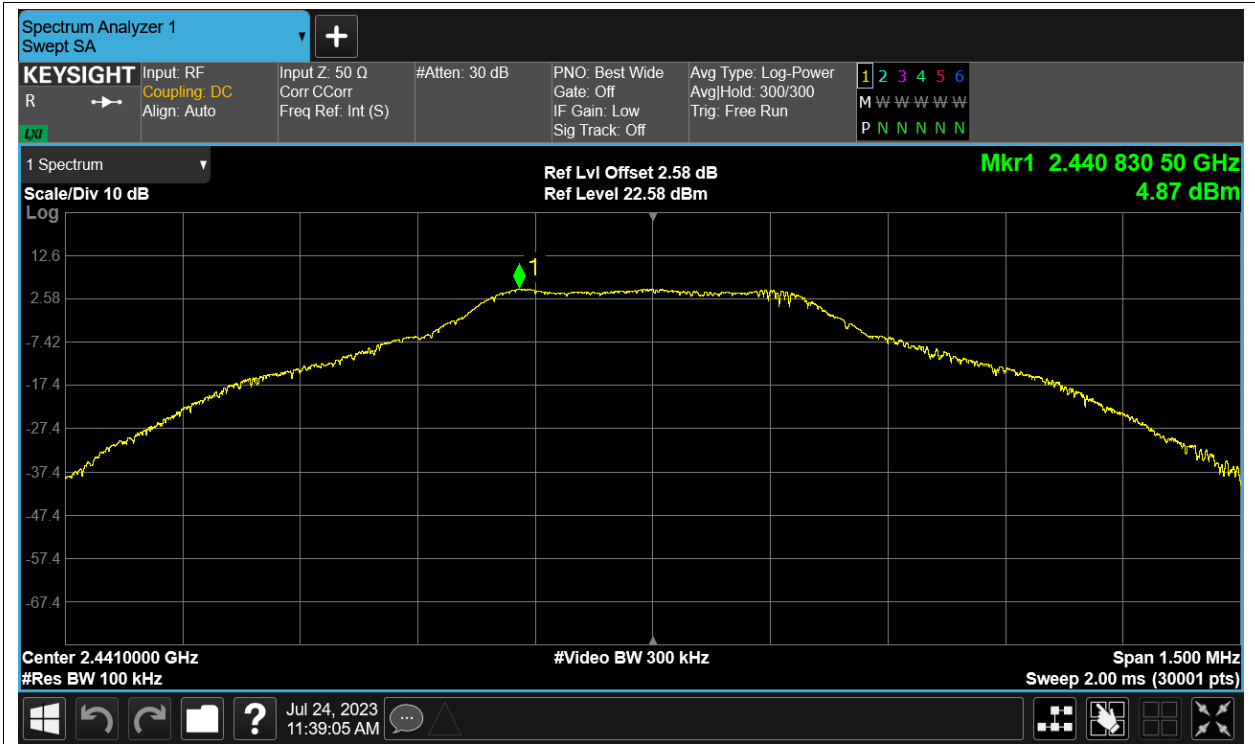 Spectrum Analyzer 1
Swept SA
KEYSIGHT
R
LXI
Input: RF
Coupling: DC
Align: Auto
Input Z: 50 Ω
Corr CCorr
Freq Ref: Int (S)
#Atten: 30 dB
PNO: Best Wide
Gate: Off
IF Gain: Low
Sig Track: Off
Avg Type: Log-Power
Avg|Hold: 300/300
Trig: Free Run
1 2 3 4 5 6
M W W W W W
P N N N N N
1 Spectrum
Scale/Div 10 dB
Log
Ref Lvl Offset 2.58 dB
Ref Level 22.58 dBm
Mkr1 2.440 830 50 GHz
4.87 dBm
1
12.6
2.58
-7.42
-17.4
-27.4
-37.4
-47.4
-57.4
-67.4
Center 2.4410000 GHz
#Res BW 100 kHz
#Video BW 300 kHz
Span 1.500 MHz
Sweep 2.00 ms (30001 pts)
?
Jul 24, 2023
11:39:05 AM